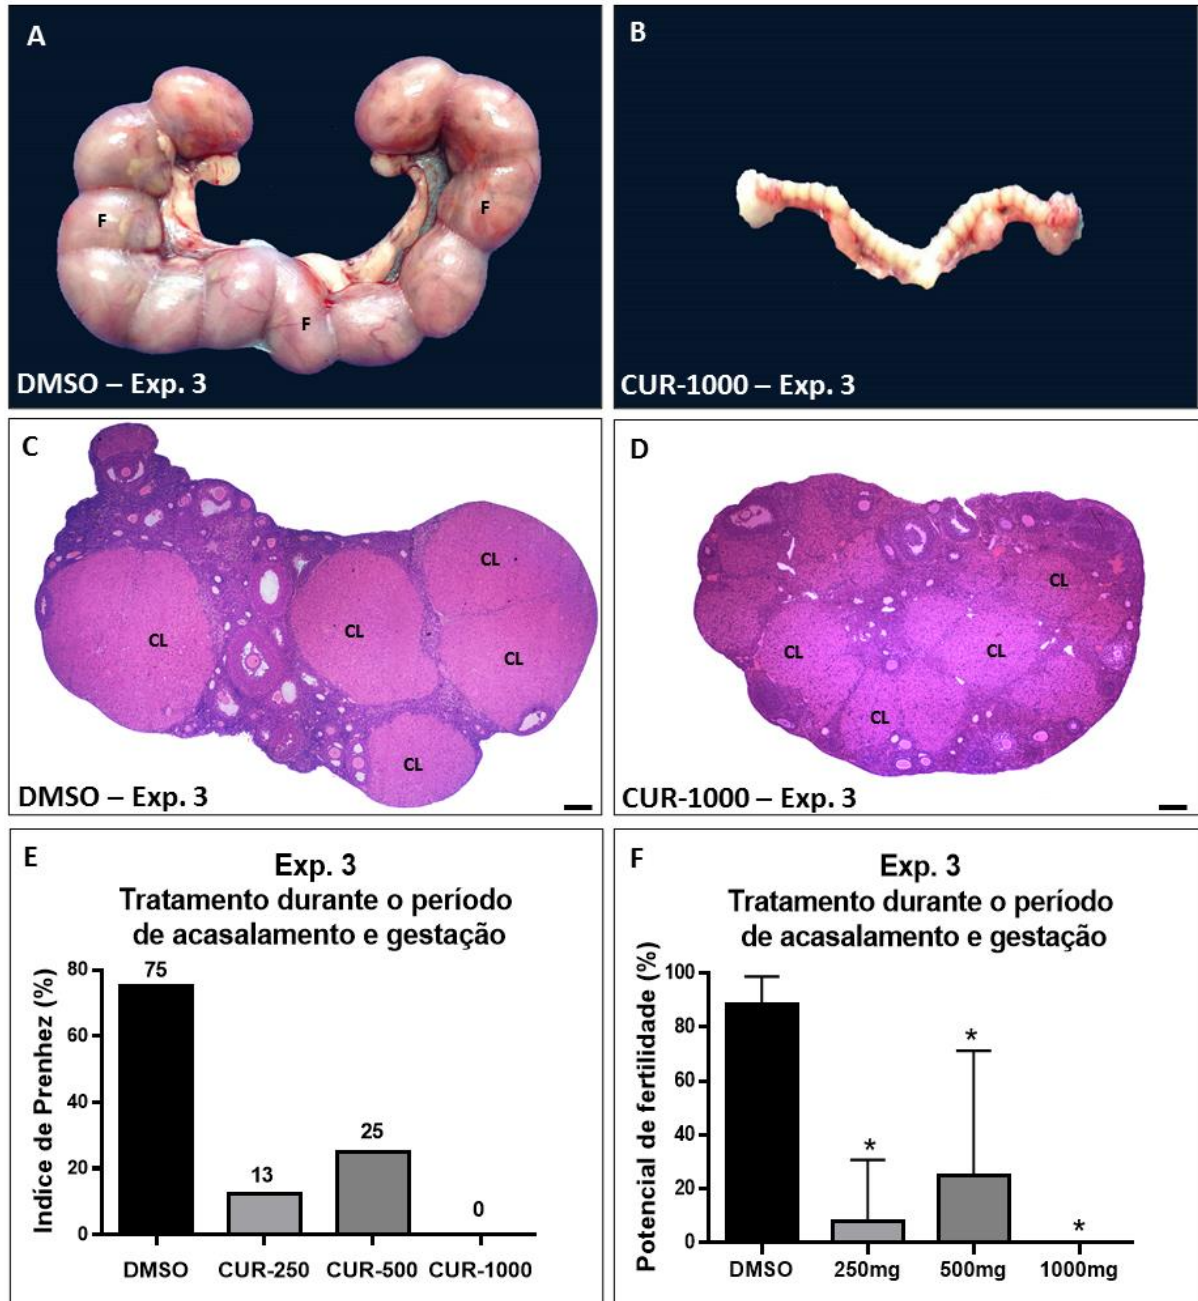 A
F
F
F
DMSO – Exp. 3
B
CUR-1000 – Exp. 3
C
CL
CL
CL
CL
CL
DMSO – Exp. 3
D
CL
CL
CL
CL
CUR-1000 – Exp. 3
E
Exp. 3
Tratamento durante o período
de acasalamento e gestação
Indíce de Prenhez (%)
80
60
40
20
0
75
13
25
0
DMSO CUR-250 CUR-500 CUR-1000
F
Exp. 3
Tratamento durante o período
de acasalamento e gestação
Potencial de fertilidade (%)
100
80
60
40
20
0
*
*
*
DMSO 250mg 500mg 1000mg